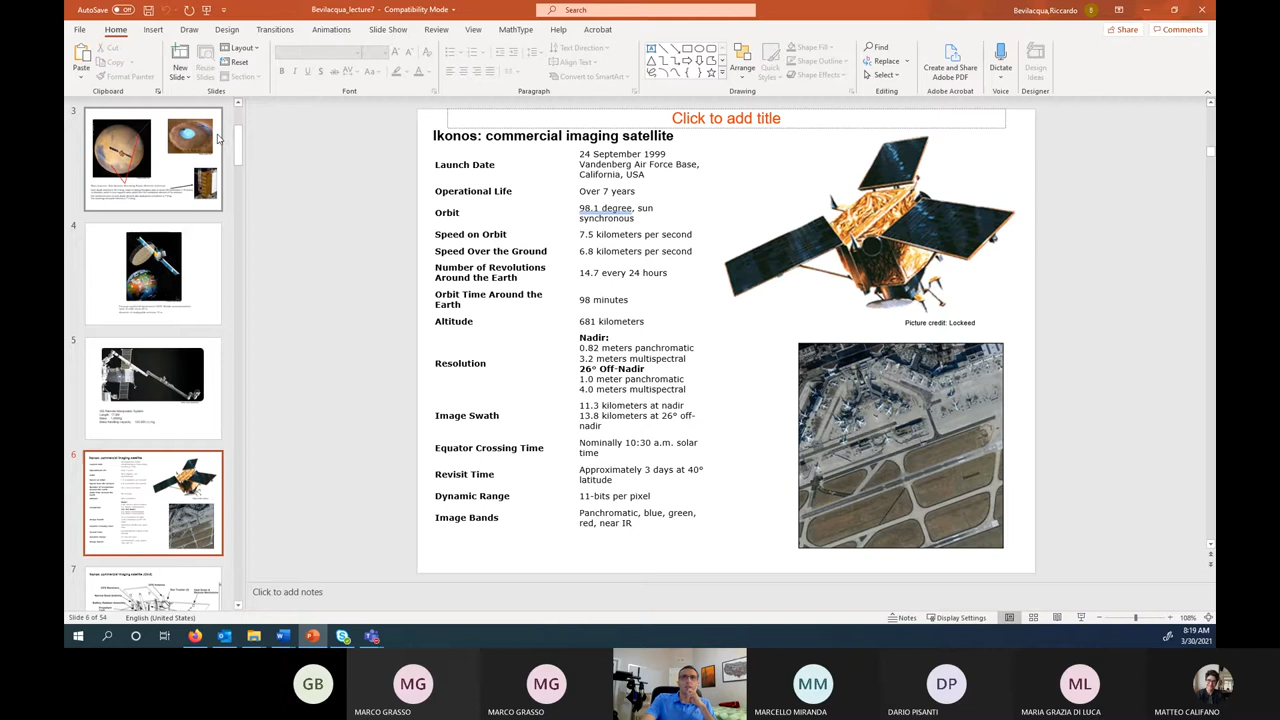 AutoSave Off
Bevilacqua_lecture7 - Compatibility Mode
Search
Bevilacqua,Riccardo
B
File Home Insert Draw Design Transitions Animations Slide Show Review View MathType Help Acrobat
Share Comments
Paste
Cut
Copy
Format Painter
Clipboard
New Slide
Reuse Slides
Layout
Reset
Section
Slides
Font
Text Direction
Align Text
Convert to SmartArt
Paragraph
Arrange
Quick Styles
Shape Fill
Shape Outline
Shape Effects
Drawing
Find
Replace
Select
Editing
Create and Share Adobe PDF
Adobe Acrobat
Dictate
Voice
Design Ideas
Designer
3
4
5
6
7
Click to add title
Ikonos: commercial imaging satellite
Launch Date
24 September 1999
Vandenberg Air Force Base,
California, USA
Operational Life Over 7 years
Orbit
98.1 degree, sun
synchronous
Speed on Orbit 7.5 kilometers per second
Speed Over the Ground 6.8 kilometers per second
Number of Revolutions
Around the Earth
14.7 every 24 hours
Orbit Time Around the
Earth
98 minutes
Altitude 681 kilometers
Resolution
Nadir:
0.82 meters panchromatic
3.2 meters multispectral
26° Off-Nadir
1.0 meter panchromatic
4.0 meters multispectral
Image Swath
11.3 kilometers at nadir
13.8 kilometers at 26° off-
nadir
Equator Crossing Time
Nominally 10:30 a.m. solar
time
Revisit Time
Approximately 3 days at 40°
latitude
Dynamic Range 11-bits per pixel
Image Bands
Panchromatic, blue, green,
red, near IR
Picture credit: Lockeed
Click to add notes
Slide 6 of 54 English (United States)
Notes Display Settings 108%
8:19 AM
3/30/2021
GB
MG
MG
MM
DP
ML
MARCO GRASSO
MARCO GRASSO
MARCELLO MIRANDA
DARIO PISANTI
MARIA GRAZIA DI LUCA
MATTEO CALIFANO